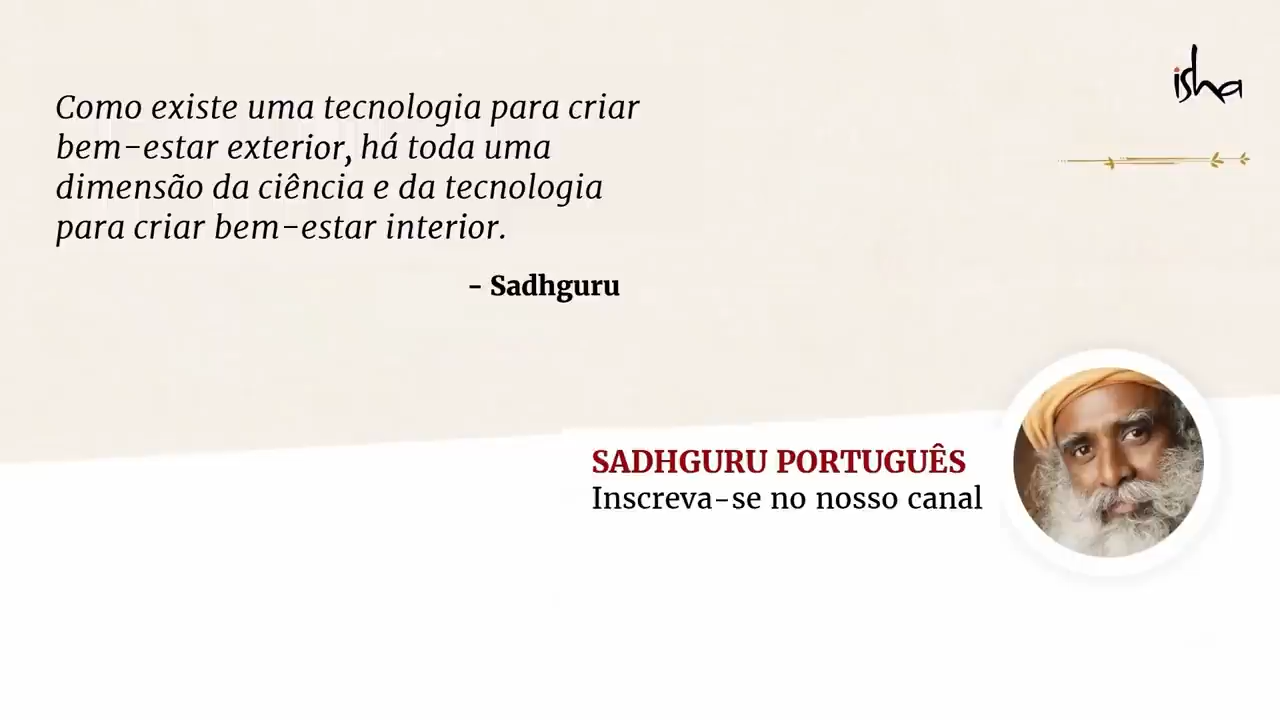 Como existe uma tecnologia para criar
bem-estar exterior, há toda uma
dimensão da ciência e da tecnologia
para criar bem-estar interior.
- Sadhguru
isha
SADHGURU PORTUGUÊS
Inscreva-se no nosso canal